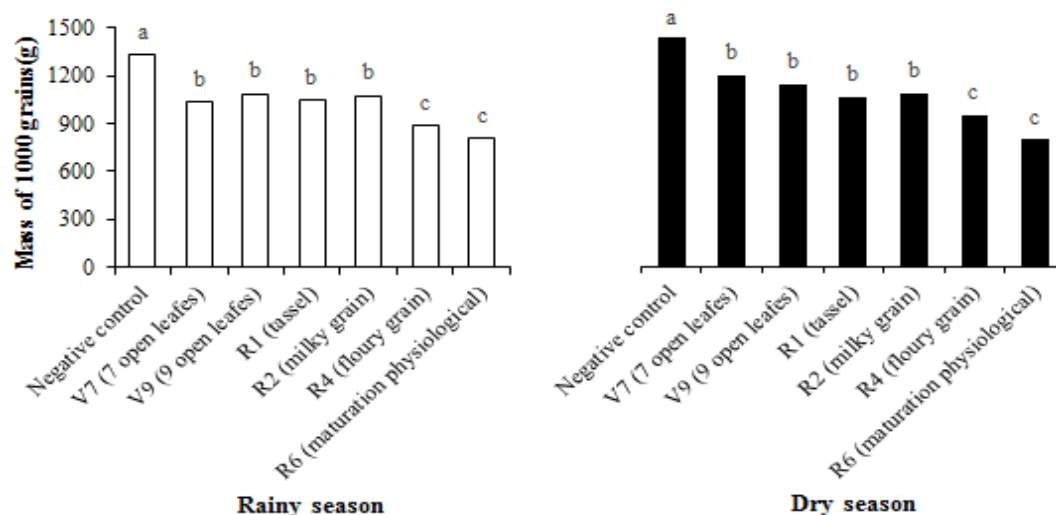 Mass of 1000 grains(g)
1500
1200
900
600
300
0
a
b
b
b
b
c
c
Negative control
V7 (7 open leafes)
V9 (9 open leafes)
R1 (tassel)
R2 (milky grain)
R4 (floury grain)
R6 (maturation physiological)
Rainy season
a
b
b
b
b
c
c
Negative control
V7 (7 open leafes)
V9 (9 open leafes)
R1 (tassel)
R2 (milky grain)
R4 (floury grain)
R6 (maturation physiological)
Dry season